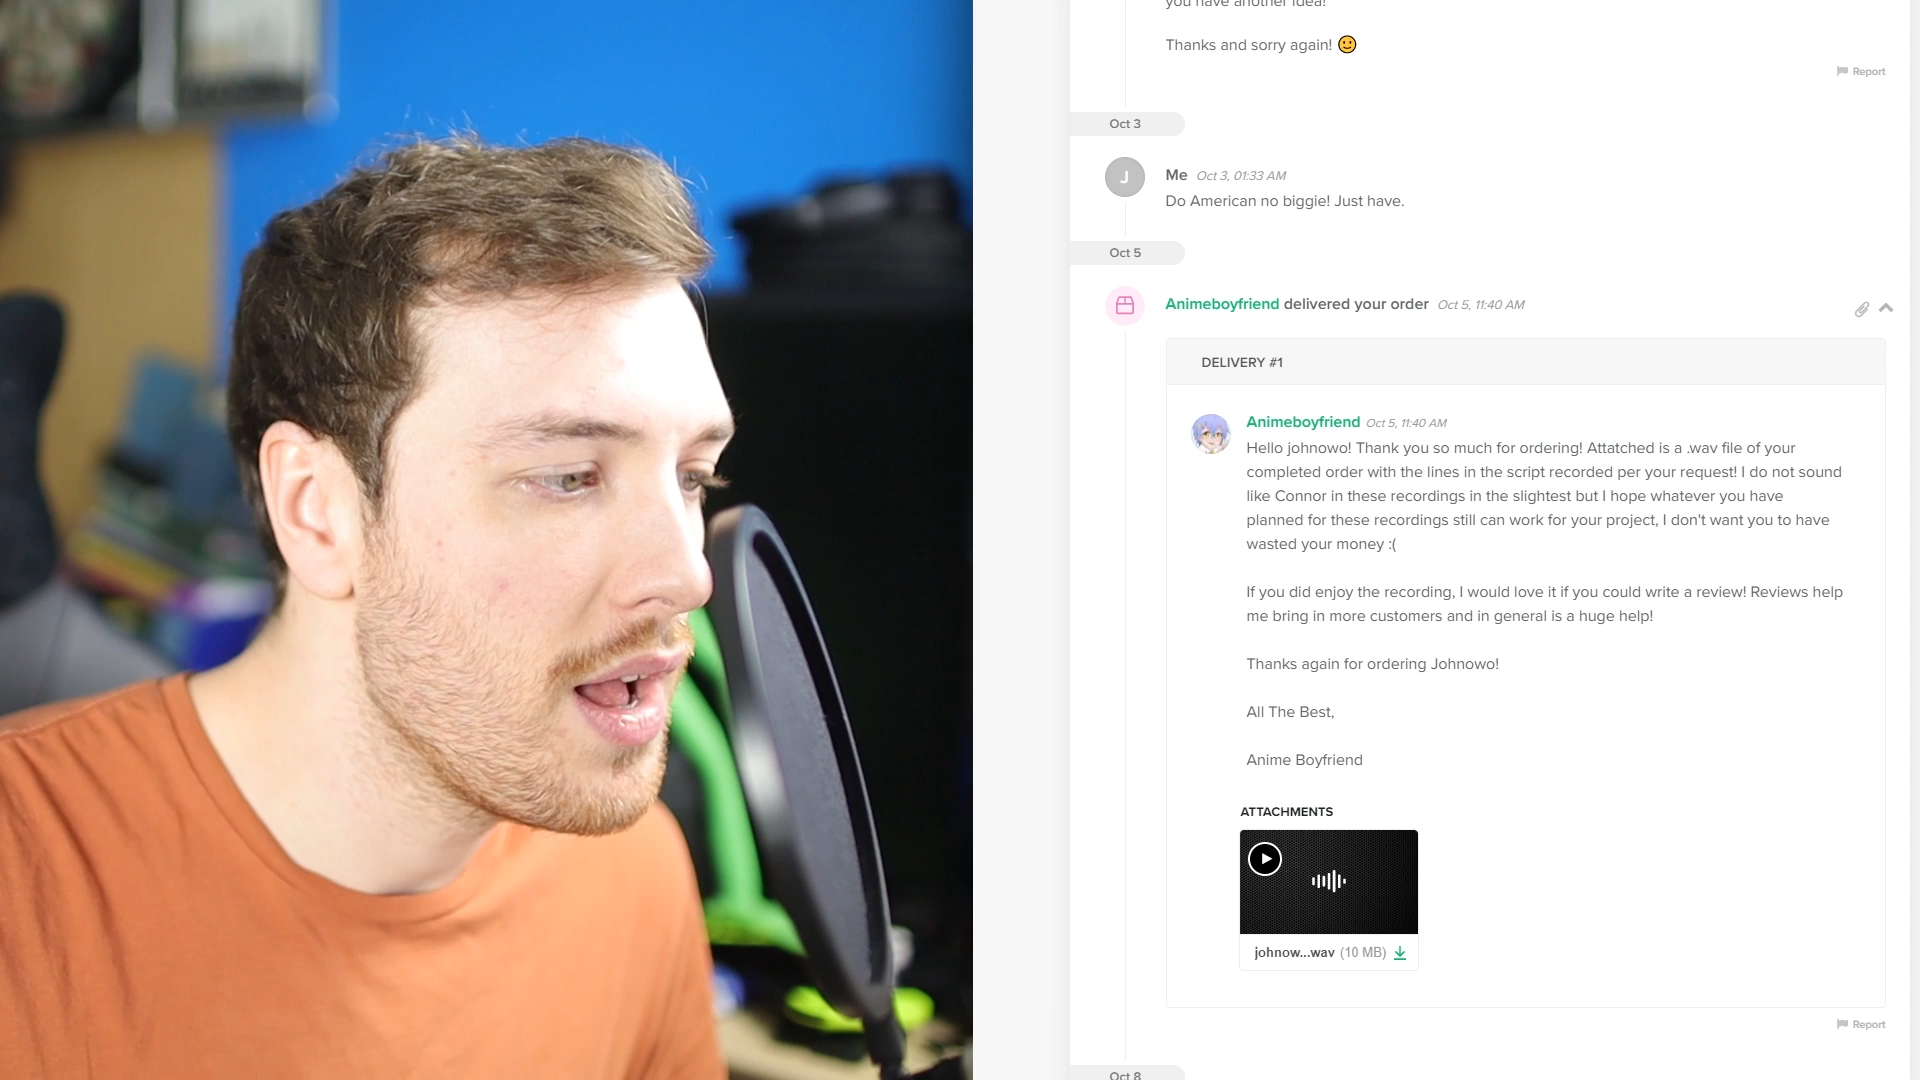 you have another idea!
Thanks and sorry again!
Report
Oct 3
J
Me Oct 3, 01:33 AM
Do American no biggie! Just have.
Oct 5
Animeboyfriend delivered your order Oct 5, 11:40 AM
DELIVERY #1
Animeboyfriend Oct 5, 11:40 AM
Hello johnowo! Thank you so much for ordering! Attatched is a .wav file of your
completed order with the lines in the script recorded per your request! I do not sound
like Connor in these recordings in the slightest but I hope whatever you have
planned for these recordings still can work for your project, I don't want you to have
wasted your money :(
If you did enjoy the recording, I would love it if you could write a review! Reviews help
me bring in more customers and in general is a huge help!
Thanks again for ordering Johnowo!
All The Best,
Anime Boyfriend
ATTACHMENTS
johnow...wav (10 MB)
Report
Oct 8